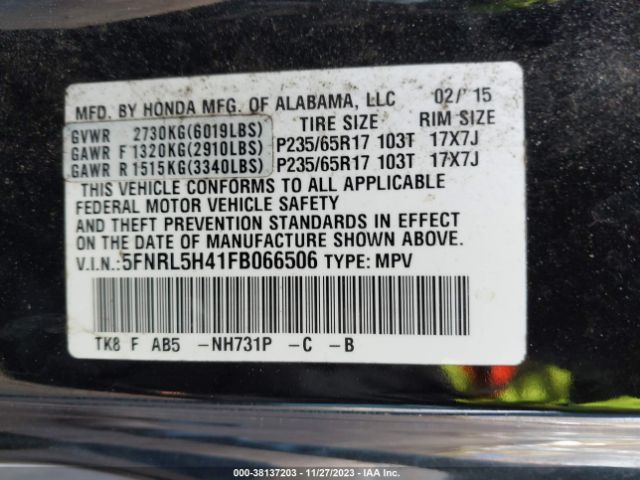 MFD. BY HONDA MFG. OF ALABAMA, LLC 02/ 15
TIRE SIZE RIM SIZE
GVWR 2730KG(6019LBS)
GAWR F 1320KG(2910LBS) P235/65R17 103T 17X7J
GAWR R 1515KG(3340LBS) P235/65R17 103T 17X7J
THIS VEHICLE CONFORMS TO ALL APPLICABLE
FEDERAL MOTOR VEHICLE SAFETY
AND THEFT PREVENTION STANDARDS IN EFFECT
ON THE DATE OF MANUFACTURE SHOWN ABOVE.
V.I.N.:5FNRL5H41FB066506 TYPE: MPV
TK8 F AB5 -NH731P -C -B
000-38137203 - 11/27/2023 - IAAI.COM